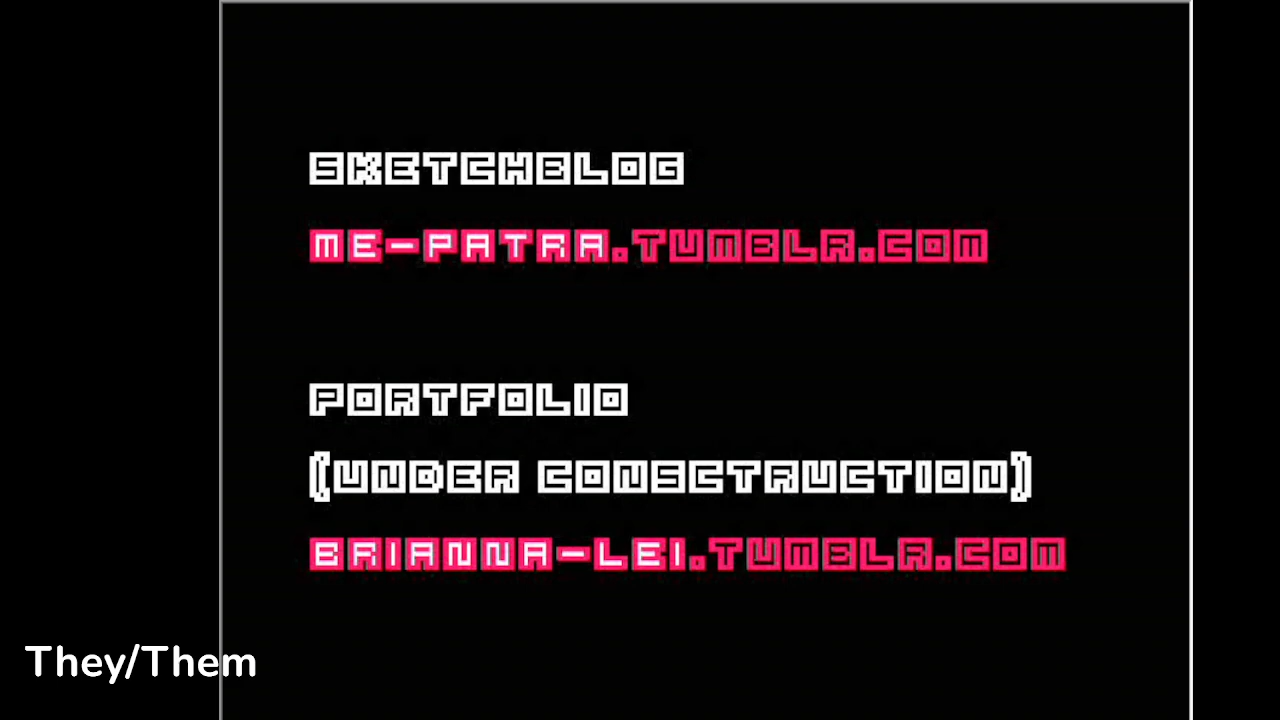 SKETCHBLOG
ME-PATRA.TUMBLR.COM
PORTFOLIO
(UNDER CONSCTRUCTION)
BRIANNA-LEI.TUMBLR.COM
They/Them